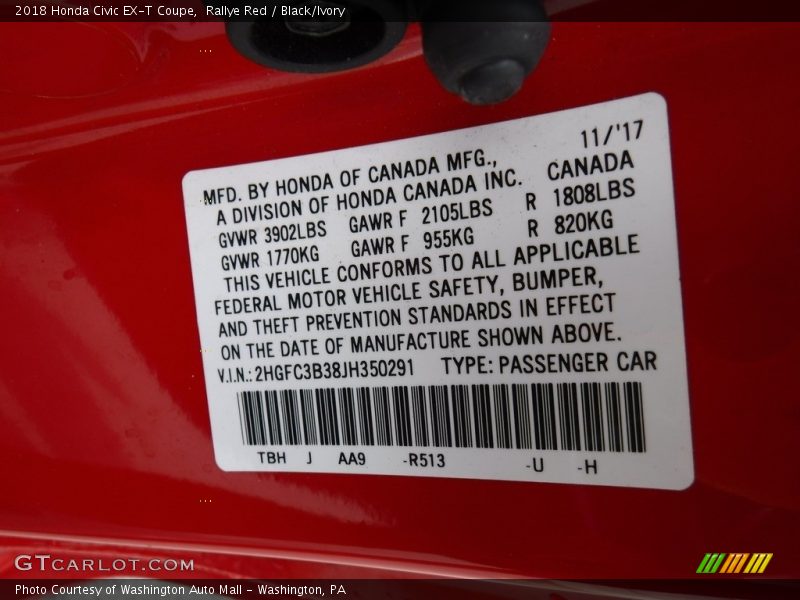 2018 Honda Civic EX-T Coupe, Rallye Red / Black/Ivory
11/'17
MFD. BY HONDA OF CANADA MFG.,
A DIVISION OF HONDA CANADA INC. CANADA
GVWR 3902LBS GAWR F 2105LBS R 1808LBS
GVWR 1770KG GAWR F 955KG R 820KG
THIS VEHICLE CONFORMS TO ALL APPLICABLE
FEDERAL MOTOR VEHICLE SAFETY, BUMPER,
AND THEFT PREVENTION STANDARDS IN EFFECT
ON THE DATE OF MANUFACTURE SHOWN ABOVE.
V.I.N.: 2HGFC3B38JH350291 TYPE: PASSENGER CAR
TBH J AA9 -R513 -U -H
GTCARLOT.COM
Photo Courtesy of Washington Auto Mall - Washington, PA